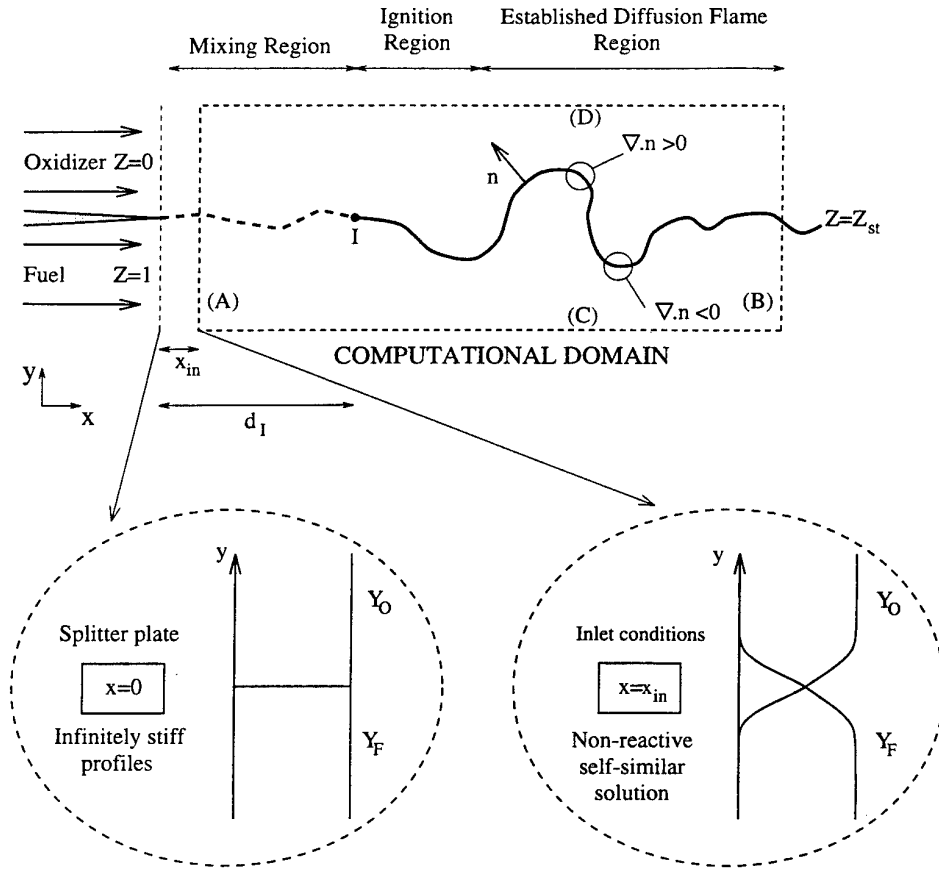 Ignition Region
Established Diffusion Flame Region
Mixing Region
Oxidizer Z=0
Fuel Z=1
(D)
∇.n >0
n
I
Z=Z_st
(A)
(C)
∇.n <0
(B)
x_in
COMPUTATIONAL DOMAIN
y
x
d_I
y
Y_O
Splitter plate
x=0
Infinitely stiff
profiles
Y_F
y
Y_O
Inlet conditions
x=x_in
Non-reactive
self-similar
solution
Y_F